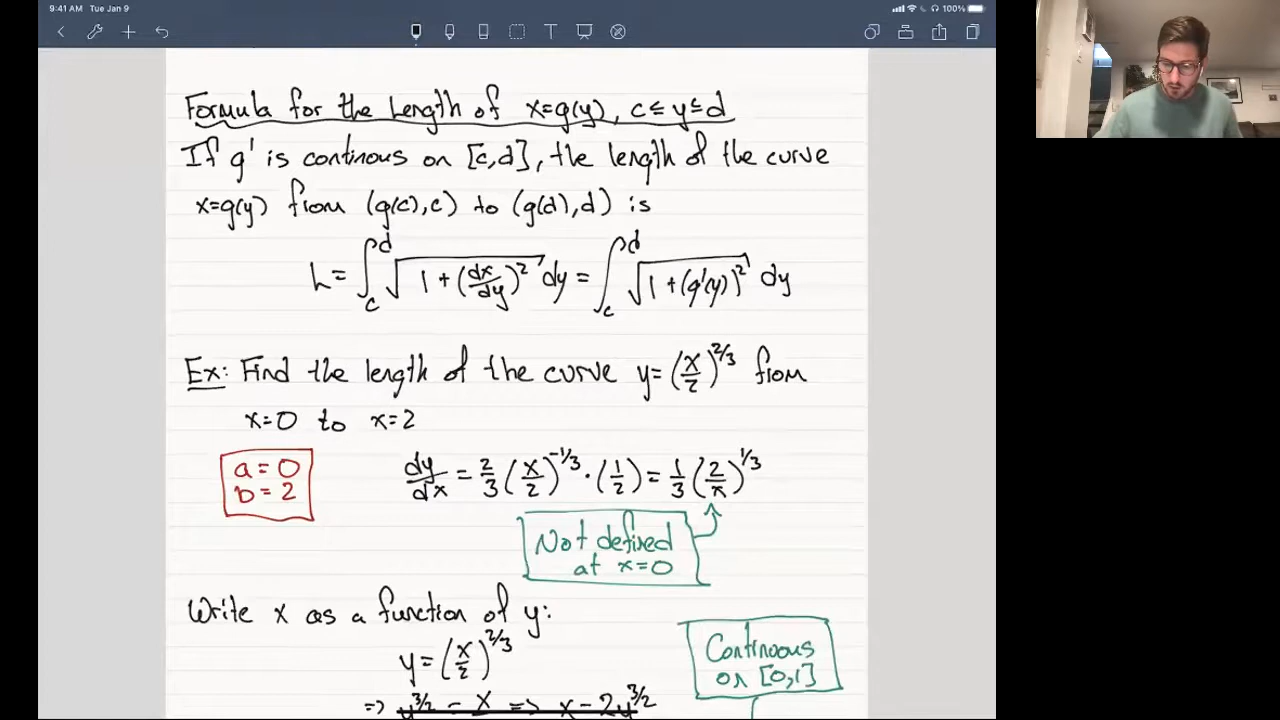 9:41 AM Tue Jan 9
100%
Formula for the Length of x=g(y), c≤y≤d
If g' is continous on [c,d], the length of the curve
x=g(y) from (g(c),c) to (g(d),d) is
L = ∫_c^d √(1 + (dx/dy)^2) dy = ∫_c^d √(1 + (g'(y))^2) dy
Ex: Find the length of the curve y=(x/2)^2/3 from
x=0 to x=2
a=0
b=2
dy/dx = 2/3 (x/2)^-1/3 · (1/2) = 1/3 (2/x)^1/3
Not defined
at x=0
Write x as a function of y:
y=(x/2)^2/3
Continuous
on [0,1]